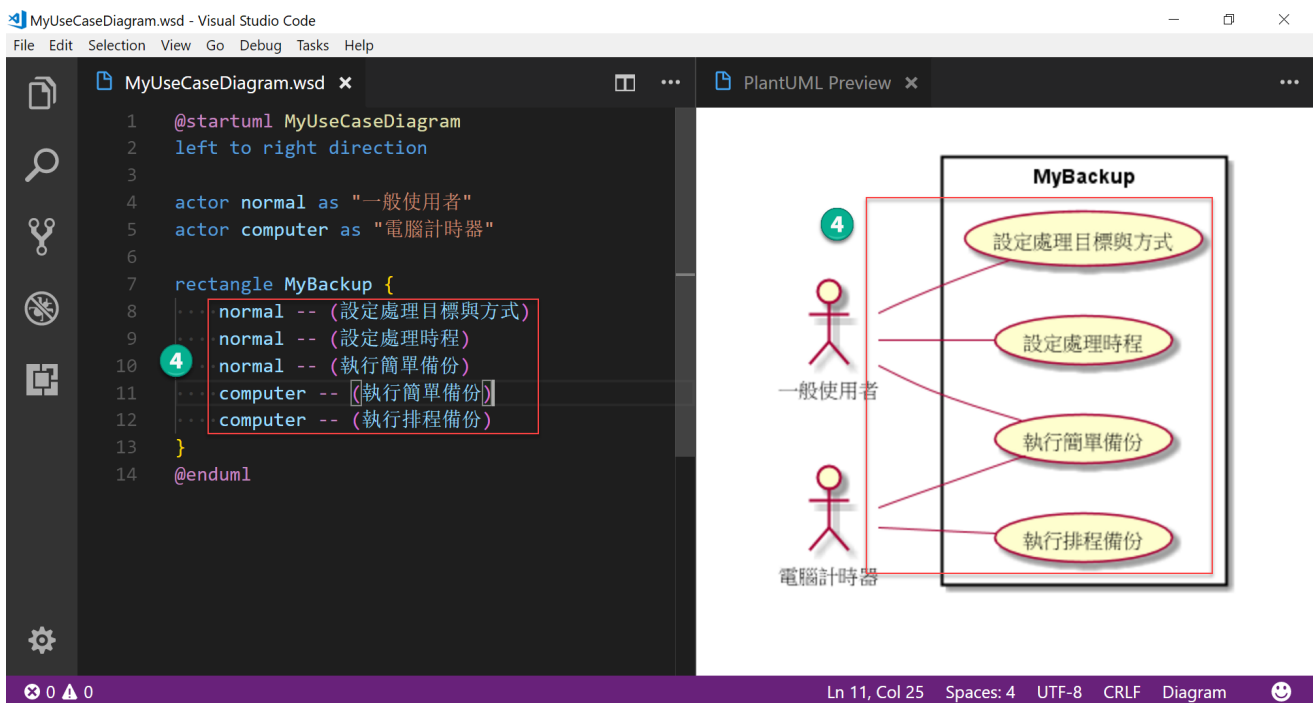 MyUseCaseDiagram.wsd - Visual Studio Code
File Edit Selection View Go Debug Tasks Help
MyUseCaseDiagram.wsd
PlantUML Preview
1 @startuml MyUseCaseDiagram
2 left to right direction
3
4 actor normal as "一般使用者"
5 actor computer as "電腦計時器"
6
7 rectangle MyBackup {
8 ····normal -- (設定處理目標與方式)
9 ····normal -- (設定處理時程)
10 ····normal -- (執行簡單備份)
11 ····computer -- (執行簡單備份)
12 ····computer -- (執行排程備份)
13 }
14 @enduml
4
MyBackup
4
設定處理目標與方式
設定處理時程
一般使用者
執行簡單備份
執行排程備份
電腦計時器
0 0
Ln 11, Col 25 Spaces: 4 UTF-8 CRLF Diagram